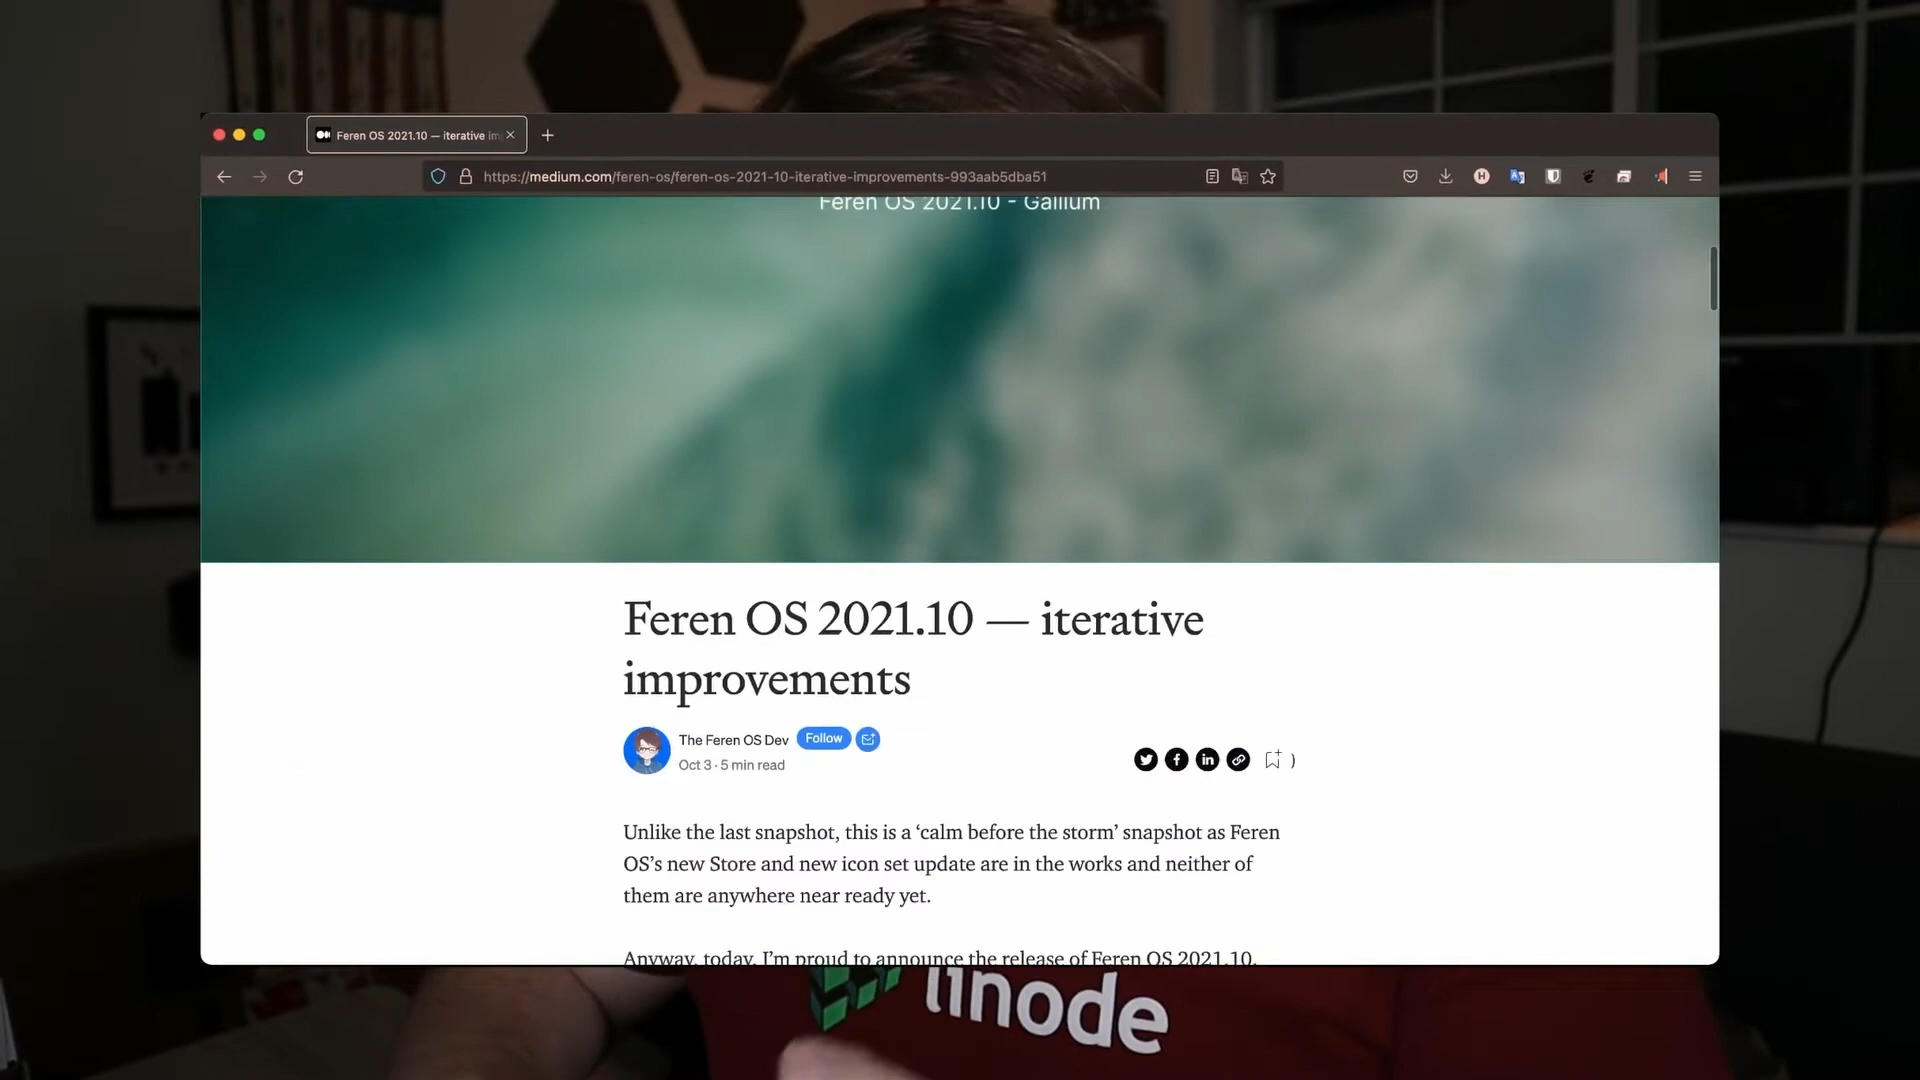 Feren OS 2021.10 — iterative im
https://medium.com/feren-os/feren-os-2021-10-iterative-improvements-993aab5dba51
H
Feren OS 2021.10 - Gallium
Feren OS 2021.10 — iterative
improvements
The Feren OS Dev Follow
Oct 3 · 5 min read
Unlike the last snapshot, this is a ‘calm before the storm’ snapshot as Feren
OS’s new Store and new icon set update are in the works and neither of
them are anywhere near ready yet.
Anyway, today, I’m proud to announce the release of Feren OS 2021.10.
linode